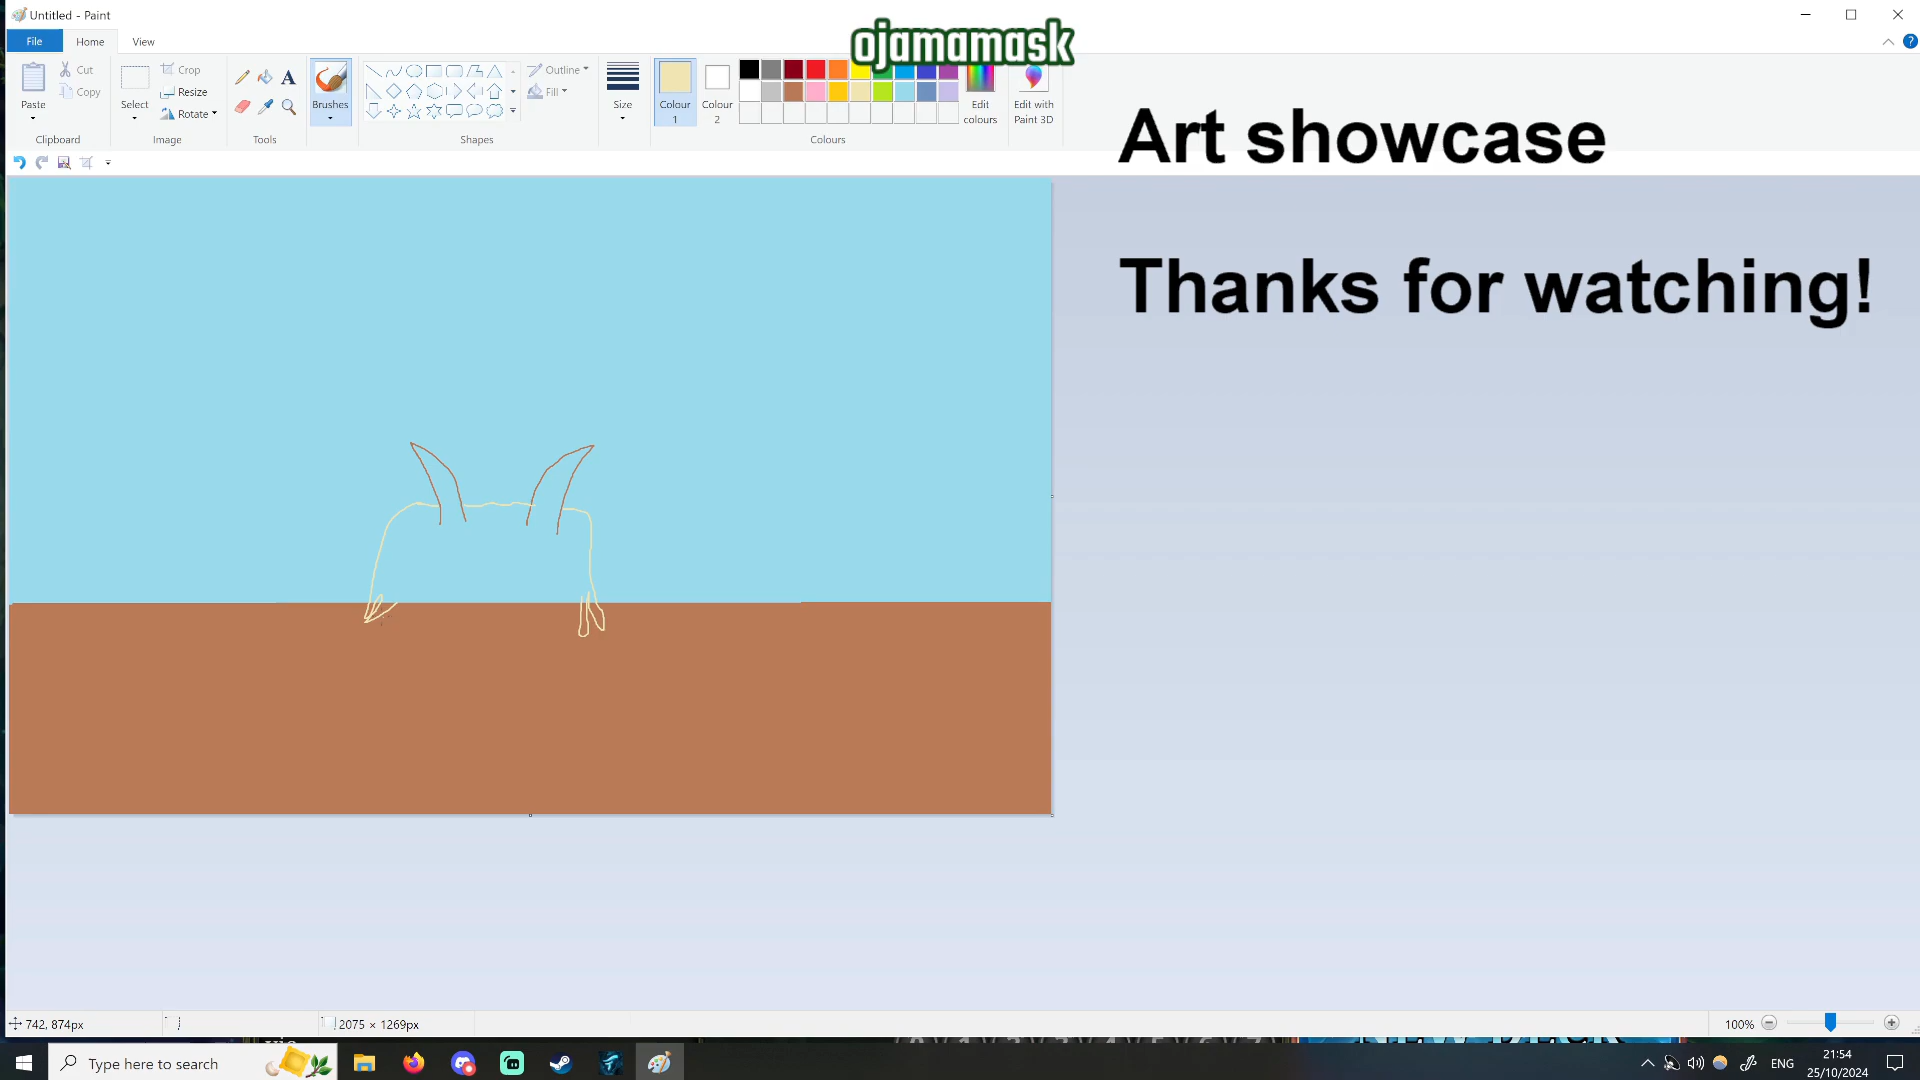 Untitled - Paint
ojamamask
File Home View
Paste
Cut
Copy
Clipboard
Select
Crop
Resize
Rotate
Image
Tools
Brushes
Shapes
Outline
Fill
Size
Colour 1
Colour 2
Colours
Edit colours
Edit with Paint 3D
Art showcase
Thanks for watching!
742, 874px
2075 × 1269px
100%
Type here to search
ENG
21:54
25/10/2024